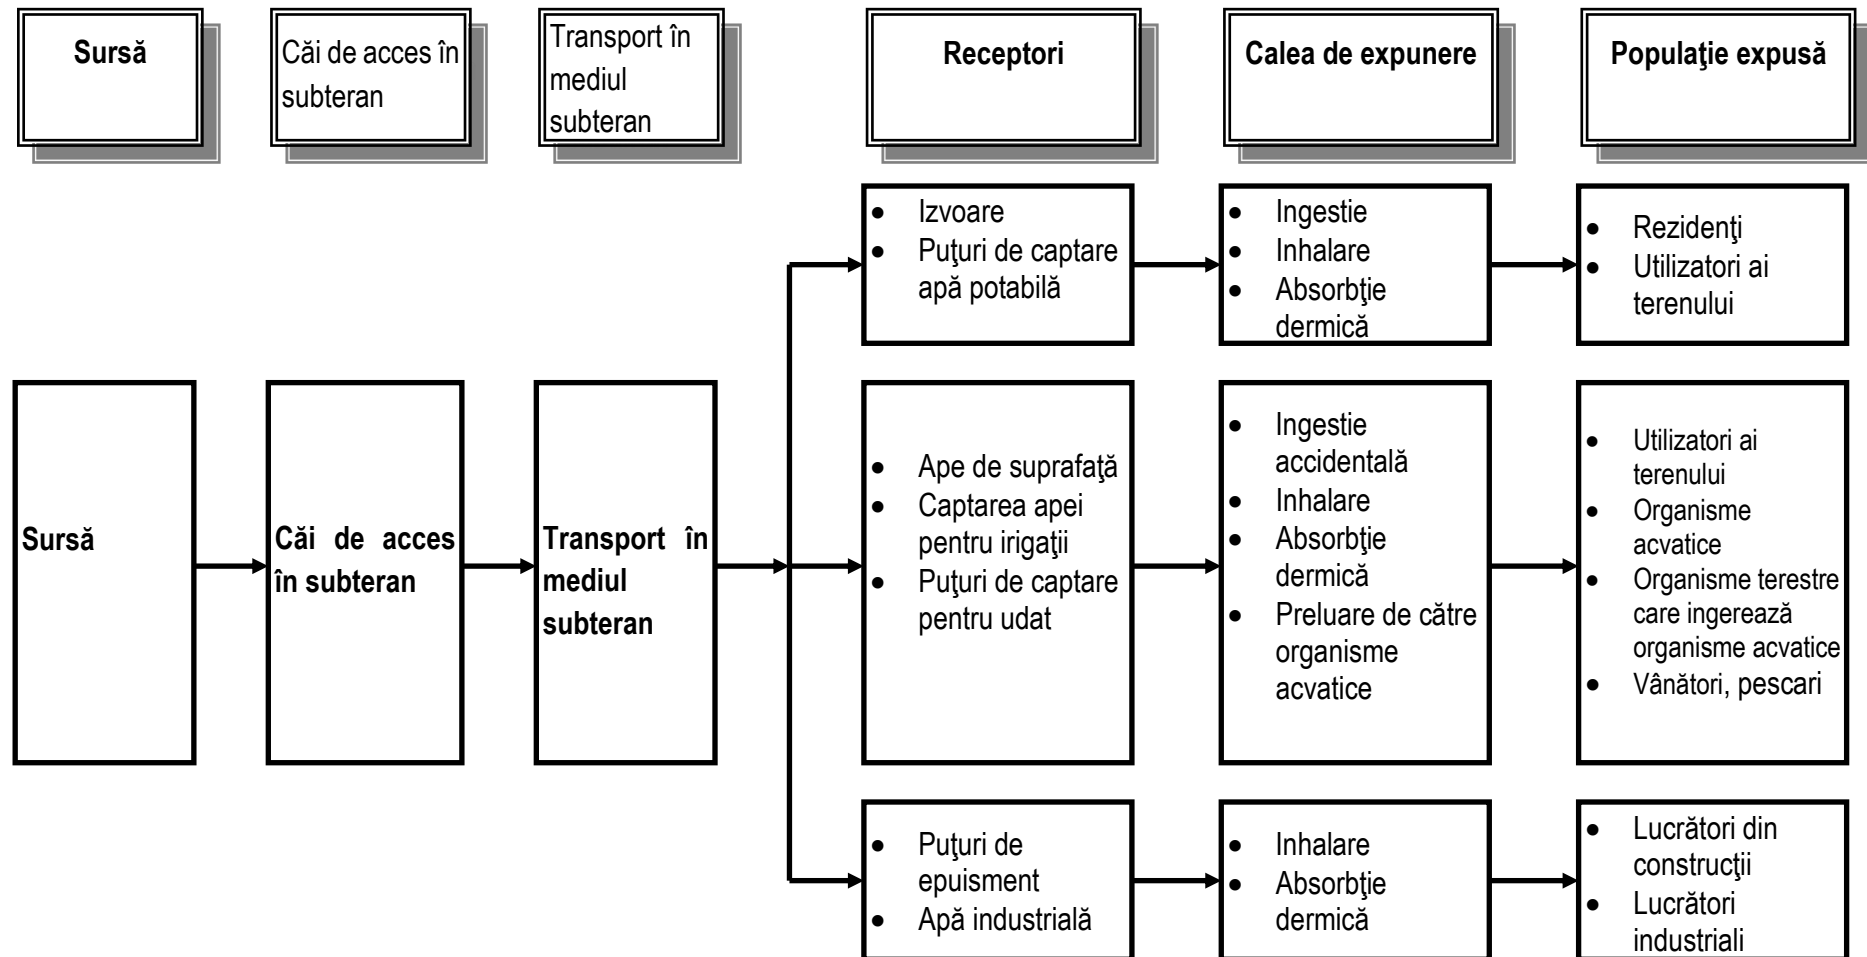 Sursă
Căi de acces în
subteran
Transport în
mediul
subteran
Receptori
Calea de expunere
Populaţie expusă
• Izvoare
• Puţuri de captare
apă potabilă
• Ingestie
• Inhalare
• Absorbţie
dermică
• Rezidenţi
• Utilizatori ai
terenului
Sursă
Căi de acces
în subteran
Transport în
mediul
subteran
• Ape de suprafaţă
• Captarea apei
pentru irigaţii
• Puţuri de captare
pentru udat
• Ingestie
accidentală
• Inhalare
• Absorbţie
dermică
• Preluare de către
organisme
acvatice
• Utilizatori ai
terenului
• Organisme
acvatice
• Organisme terestre
care ingerează
organisme acvatice
• Vânători, pescari
• Puţuri de
epuisment
• Apă industrială
• Inhalare
• Absorbţie
dermică
• Lucrători din
construcţii
• Lucrători
industriali